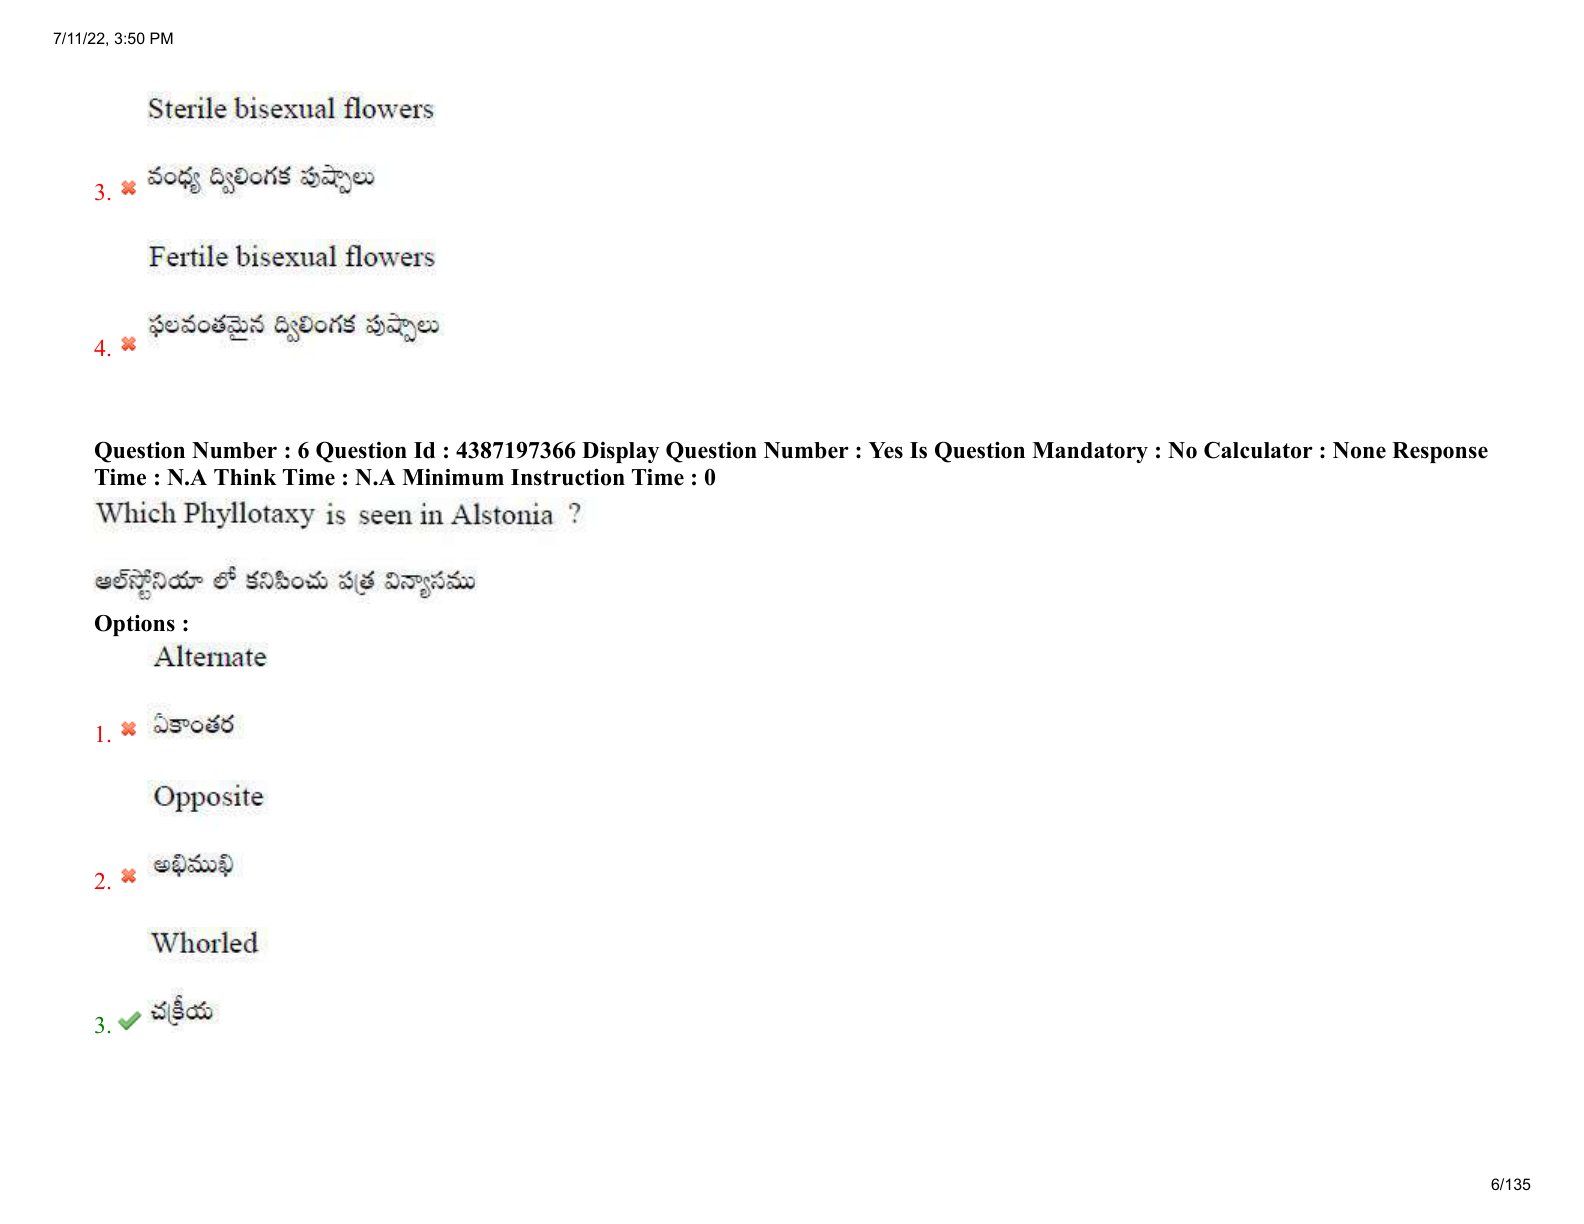 7/11/22, 3:50 PM
Sterile bisexual flowers
3. వంధ్య ద్విలింగక పుష్పాలు
Fertile bisexual flowers
4. ఫలవంతమైన ద్విలింగక పుష్పాలు
Question Number : 6 Question Id : 4387197366 Display Question Number : Yes Is Question Mandatory : No Calculator : None Response
Time : N.A Think Time : N.A Minimum Instruction Time : 0
Which Phyllotaxy is seen in Alstonia ?
ఆల్‌స్టోనియా లో కనిపించు పత్ర విన్యాసము
Options :
Alternate
1. ఏకాంతర
Opposite
2. అభిముఖి
Whorled
3. చక్రీయ
6/135